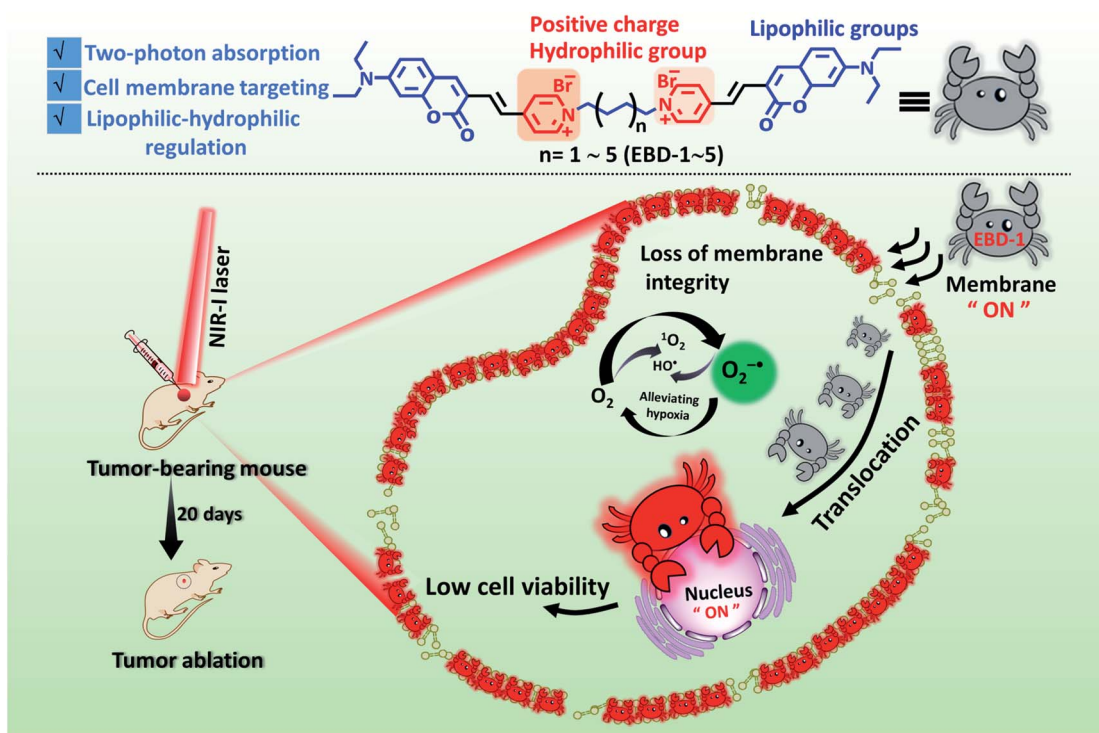 √ Two-photon absorption
√ Cell membrane targeting
√ Lipophilic-hydrophilic
regulation
Positive charge
Hydrophilic group
Lipophilic groups
N
O
O
Br⁻
N
+
( )n
Br⁻
N
+
O
O
N
≡
n= 1 ~ 5 (EBD-1~5)
NIR-I laser
Tumor-bearing mouse
20 days
Tumor ablation
Loss of membrane
integrity
¹O₂
HO•
O₂
O₂⁻•
Alleviating
hypoxia
EBD-1
Membrane
“ ON ”
Translocation
Nucleus
“ ON ”
Low cell viability